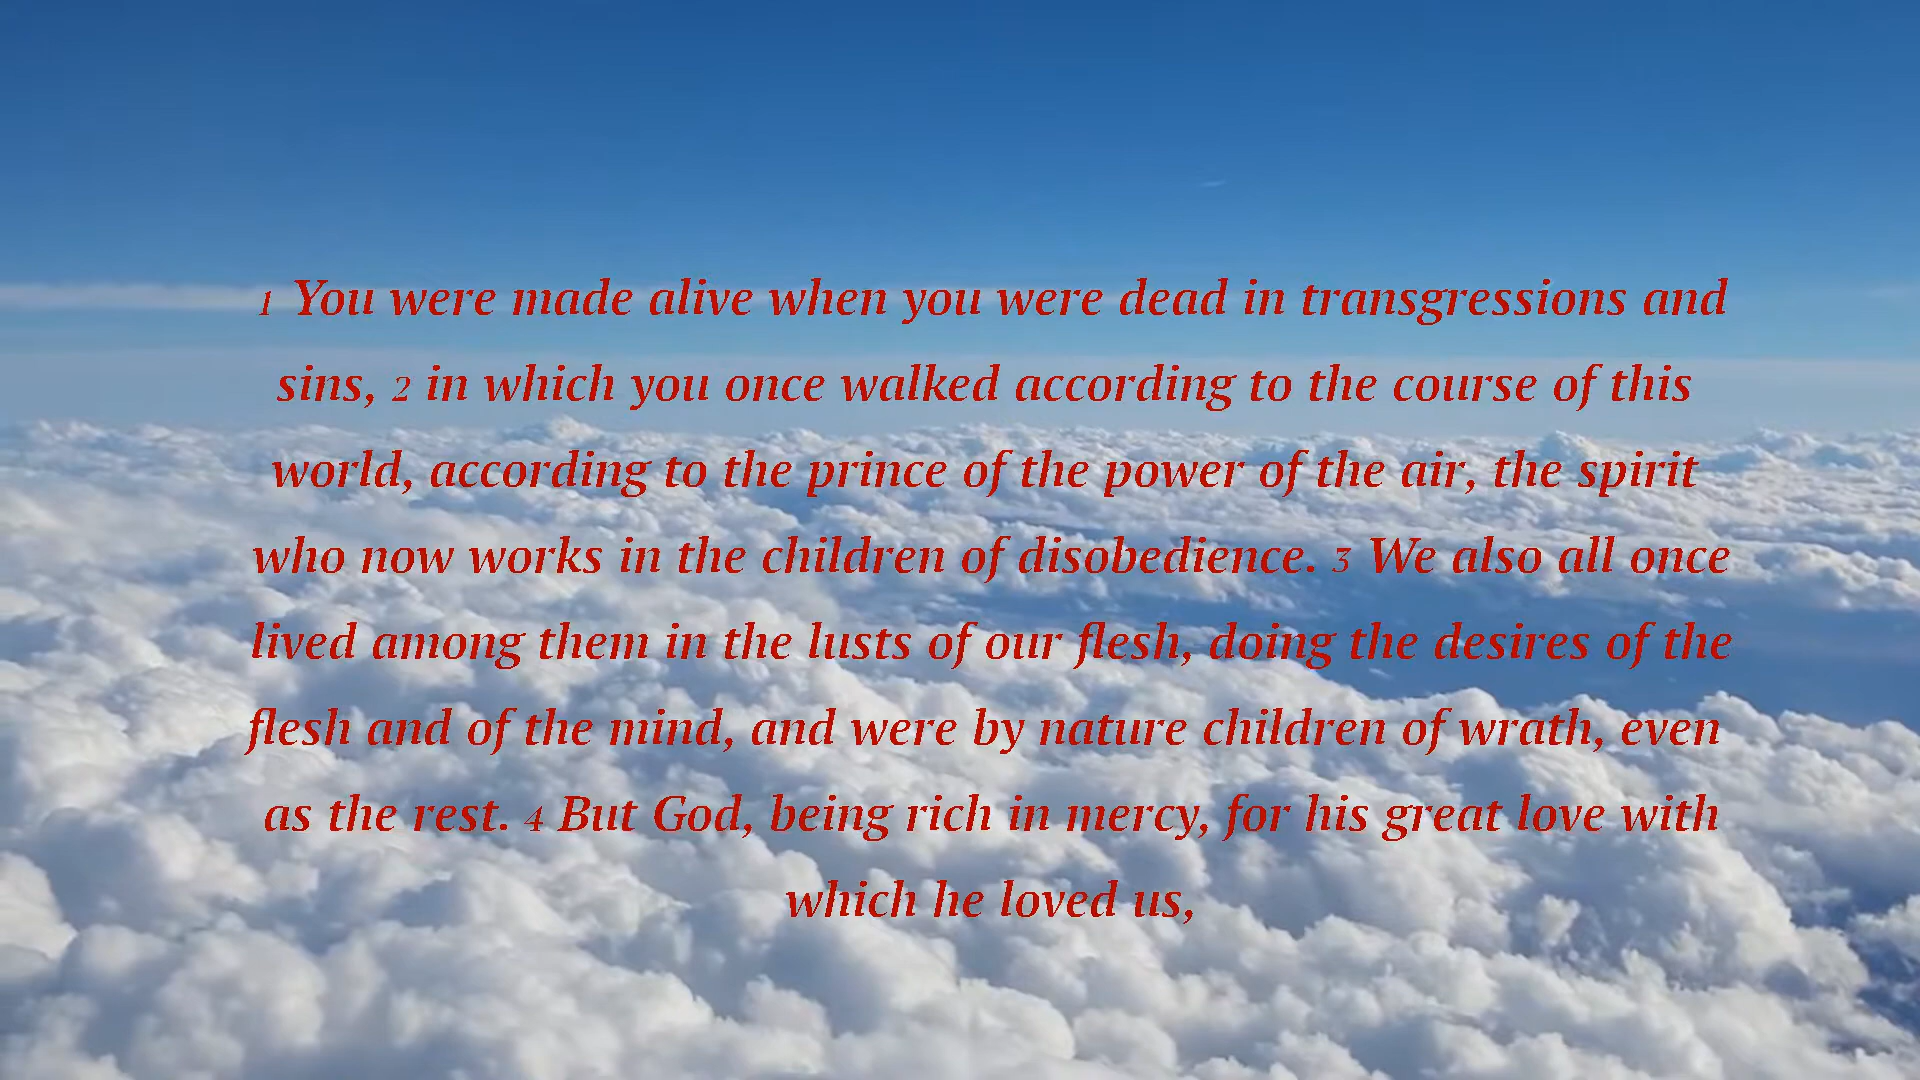 1 You were made alive when you were dead in transgressions and
sins, 2 in which you once walked according to the course of this
world, according to the prince of the power of the air, the spirit
who now works in the children of disobedience. 3 We also all once
lived among them in the lusts of our flesh, doing the desires of the
flesh and of the mind, and were by nature children of wrath, even
as the rest. 4 But God, being rich in mercy, for his great love with
which he loved us,